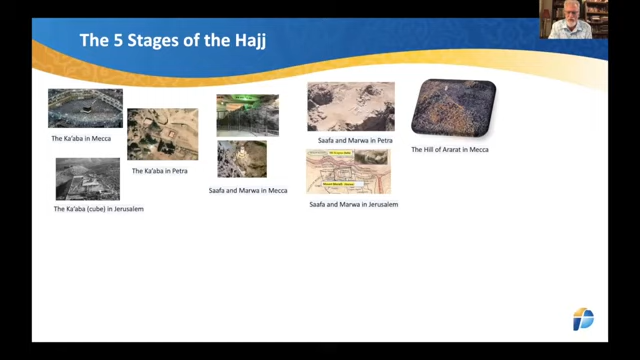 The 5 Stages of the Hajj
The Ka'aba in Mecca
The Ka'aba in Petra
The Ka'aba (cube) in Jerusalem
Saafa and Marwa in Mecca
Saafa and Marwa in Petra
Saafa and Marwa in Jerusalem
The Hill of Ararat in Mecca